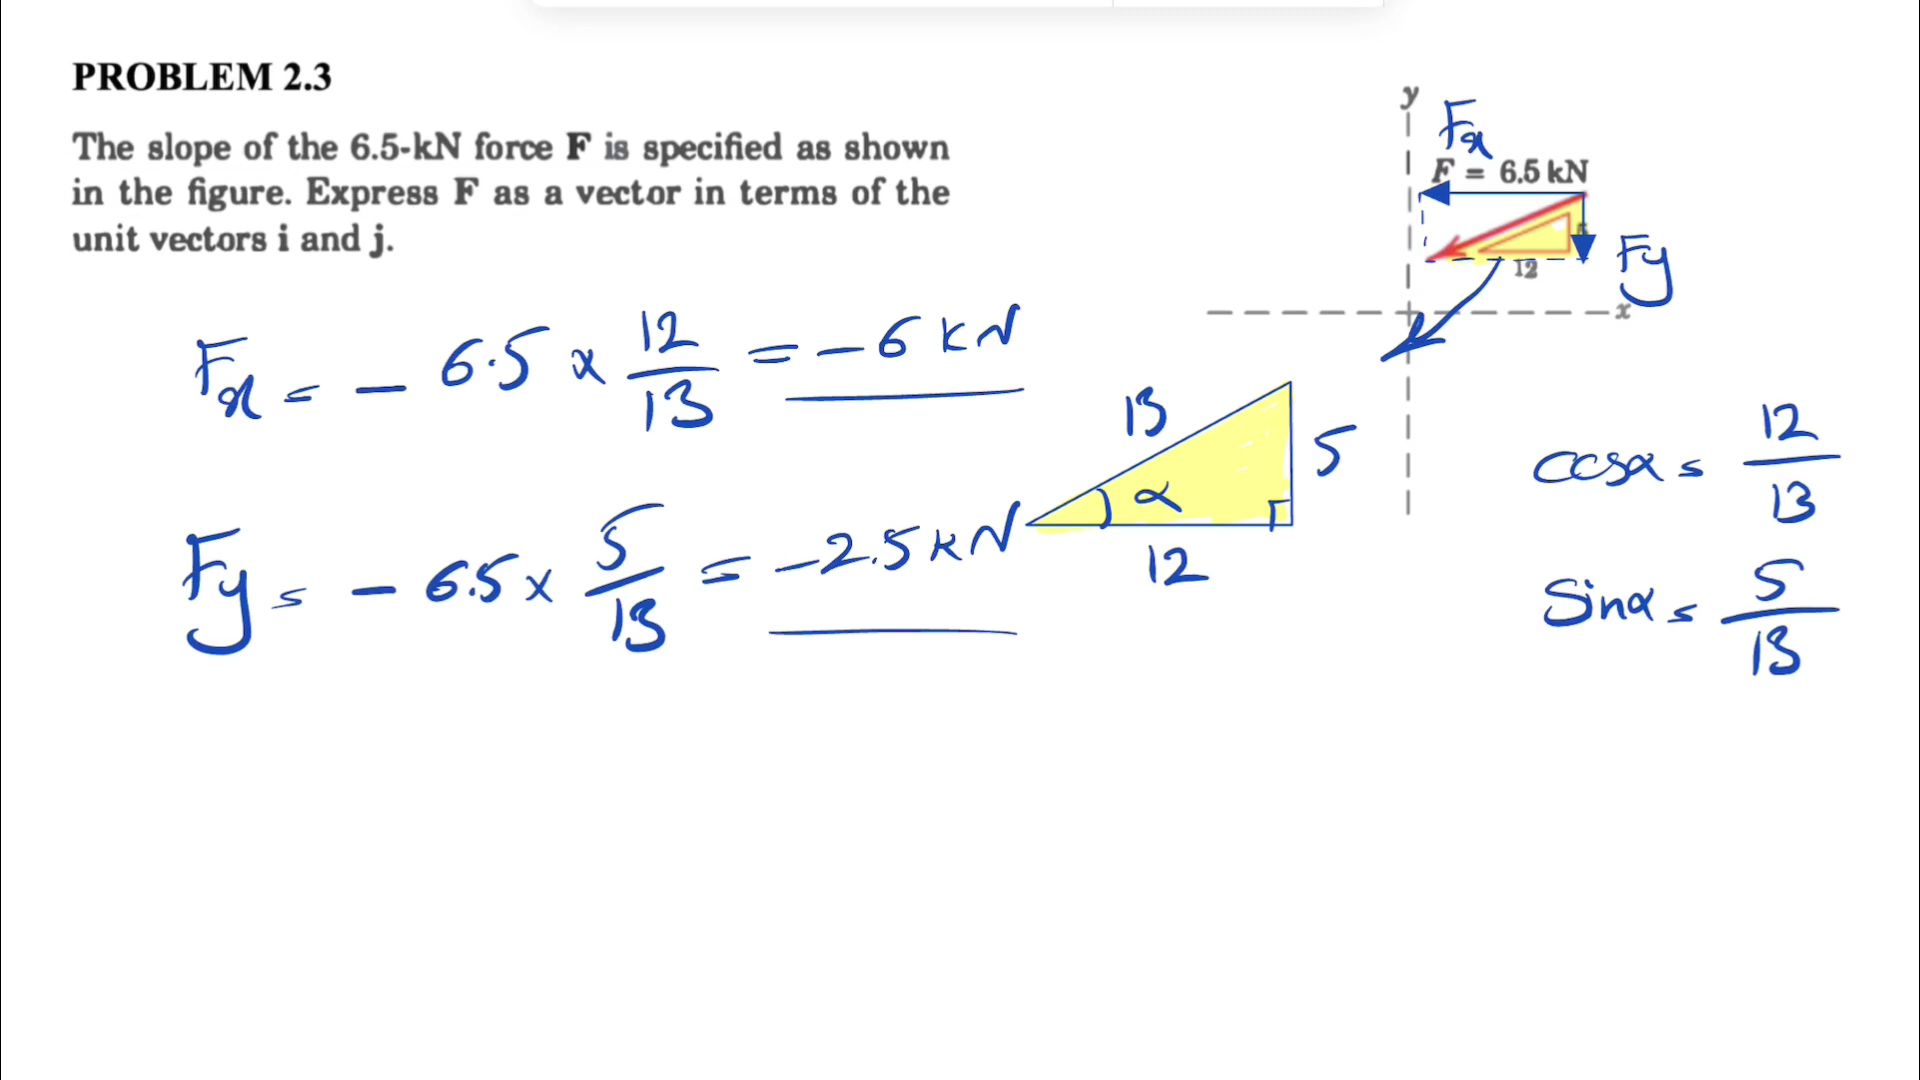 PROBLEM 2.3
The slope of the 6.5-kN force F is specified as shown
in the figure. Express F as a vector in terms of the
unit vectors i and j.
y
Fx
F = 6.5 kN
5
12
Fy
x
Fx = - 6.5 x 12/13 = -6 kN
Fy = - 6.5 x 5/13 = -2.5 kN
13
5
α
12
cosα = 12/13
Sinα = 5/13